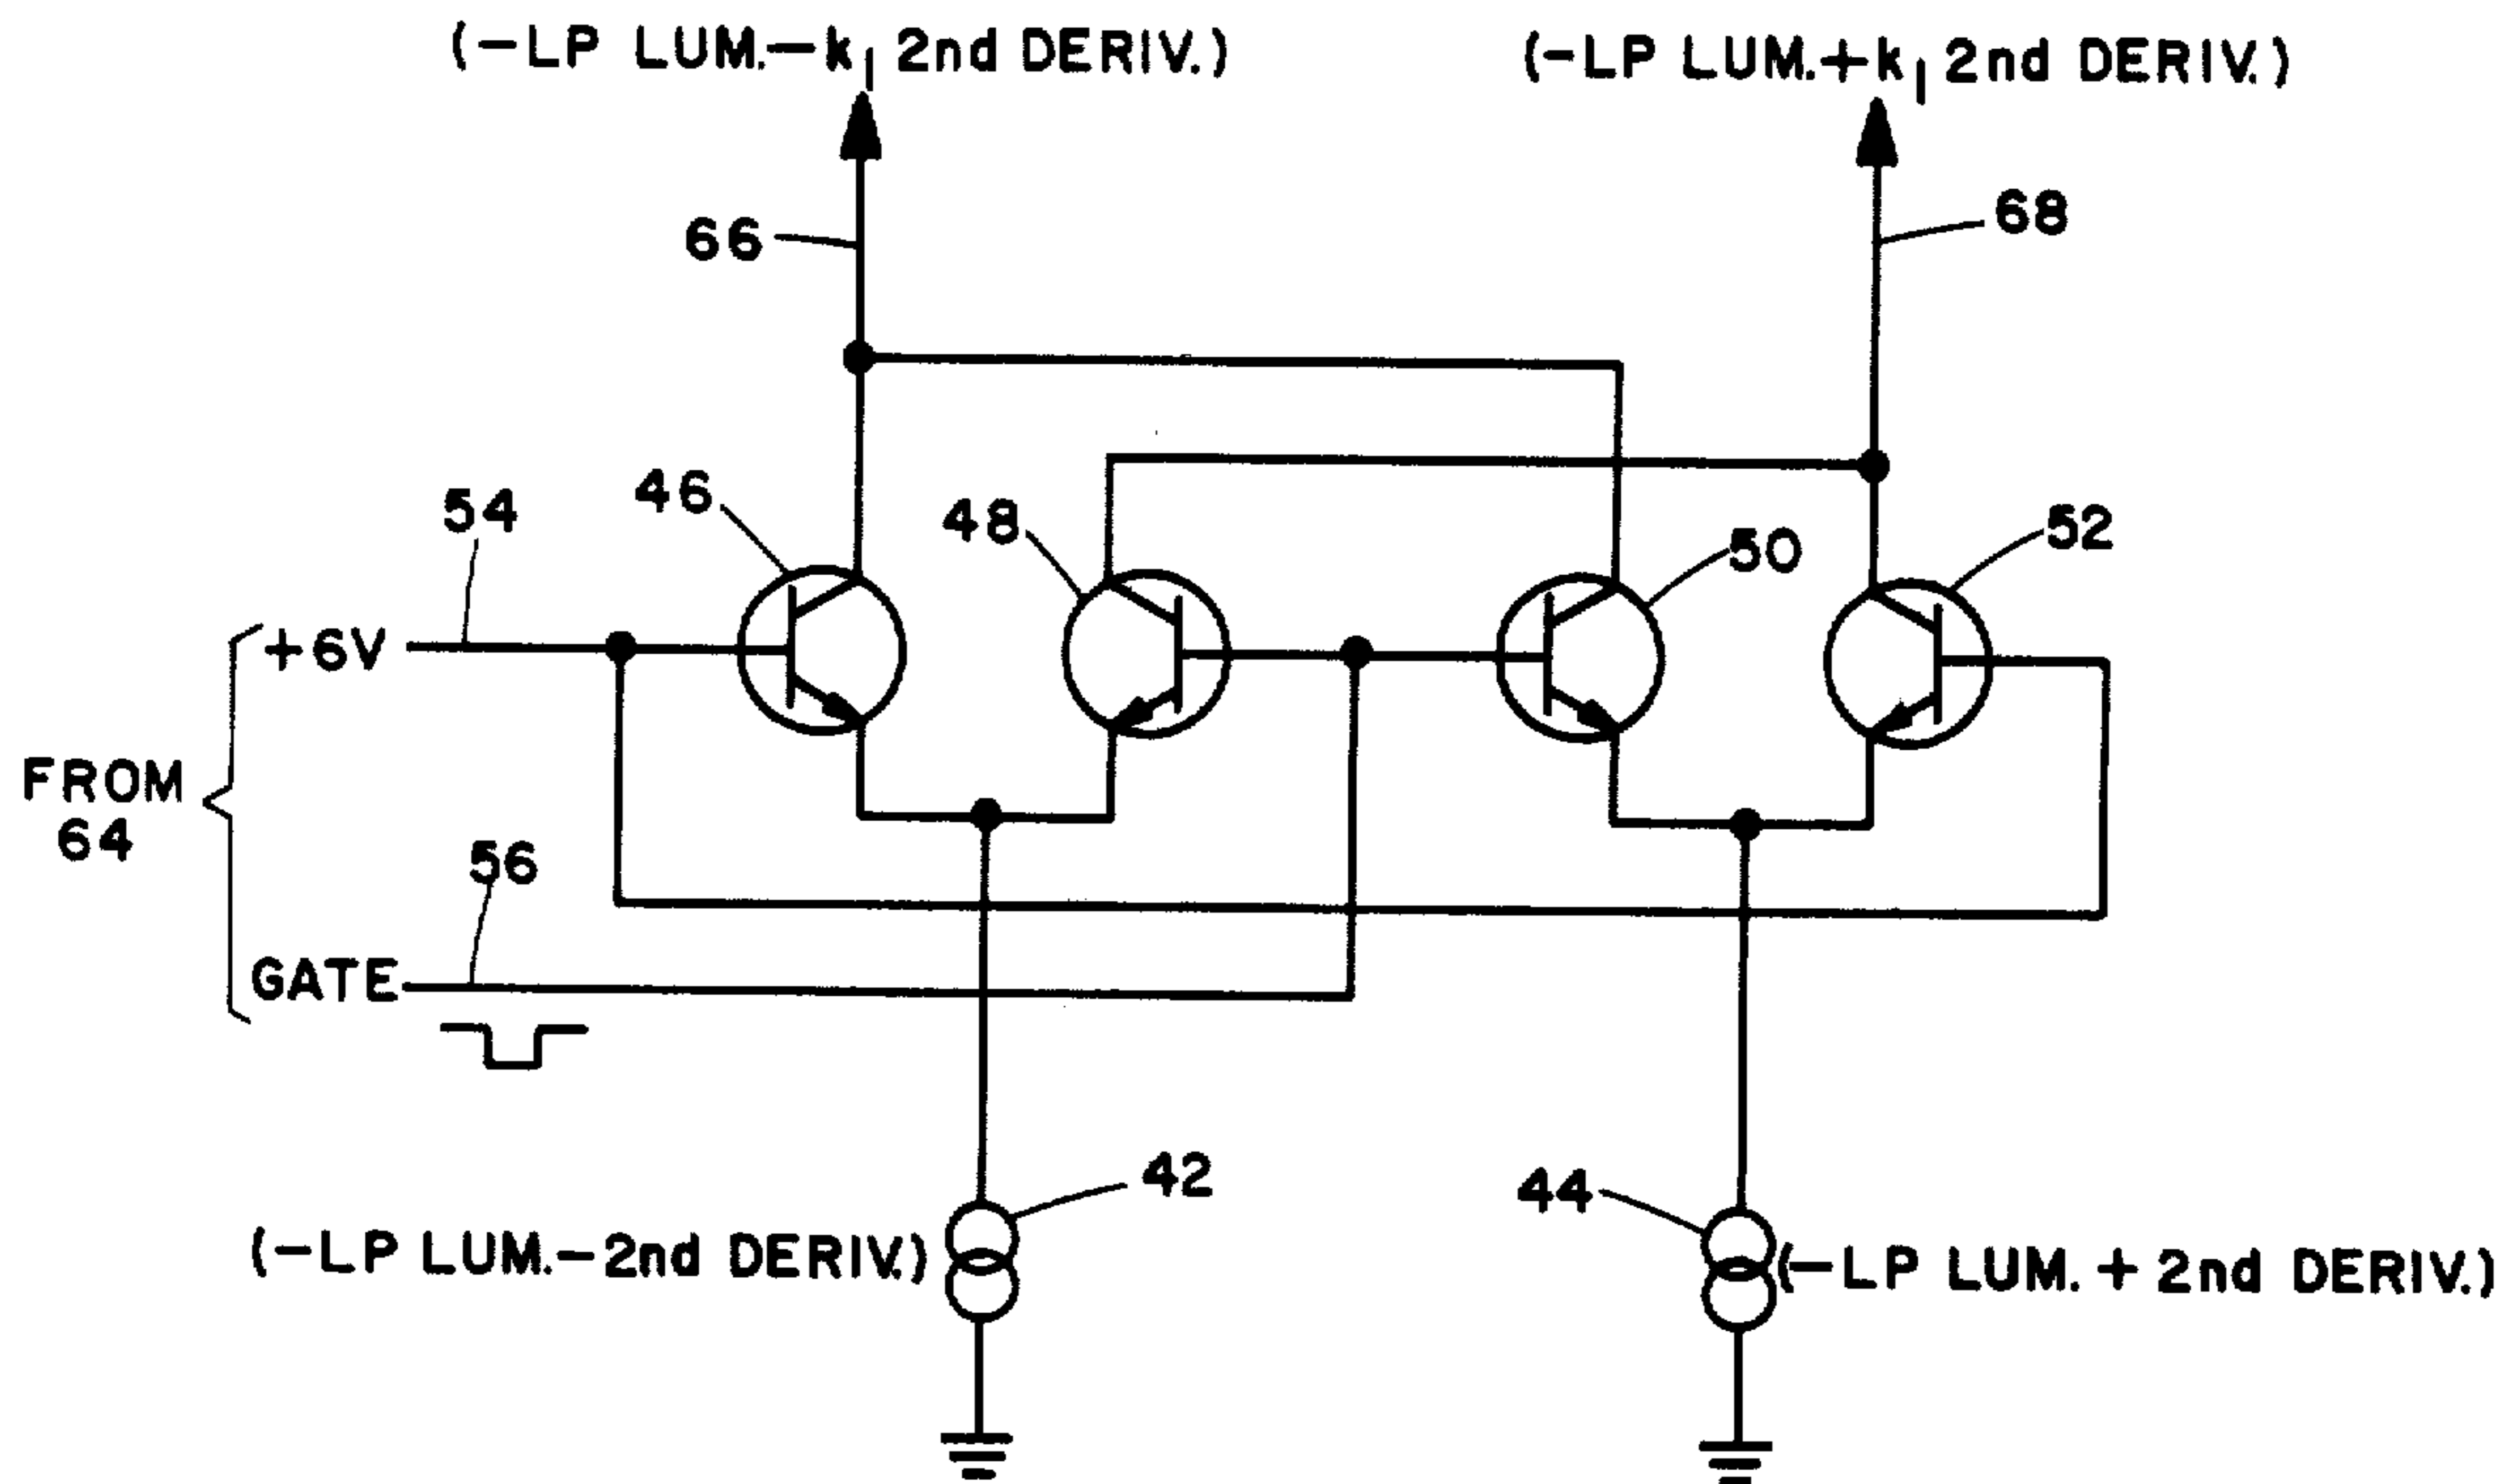 (-LP LUM.-k1 2nd DERIV.)
(-LP LUM.+k1 2nd DERIV.)
66
68
46
48
50
52
54
+6V
FROM
64
56
GATE
42
44
(-LP LUM.-2nd DERIV.)
(-LP LUM.+2nd DERIV.)